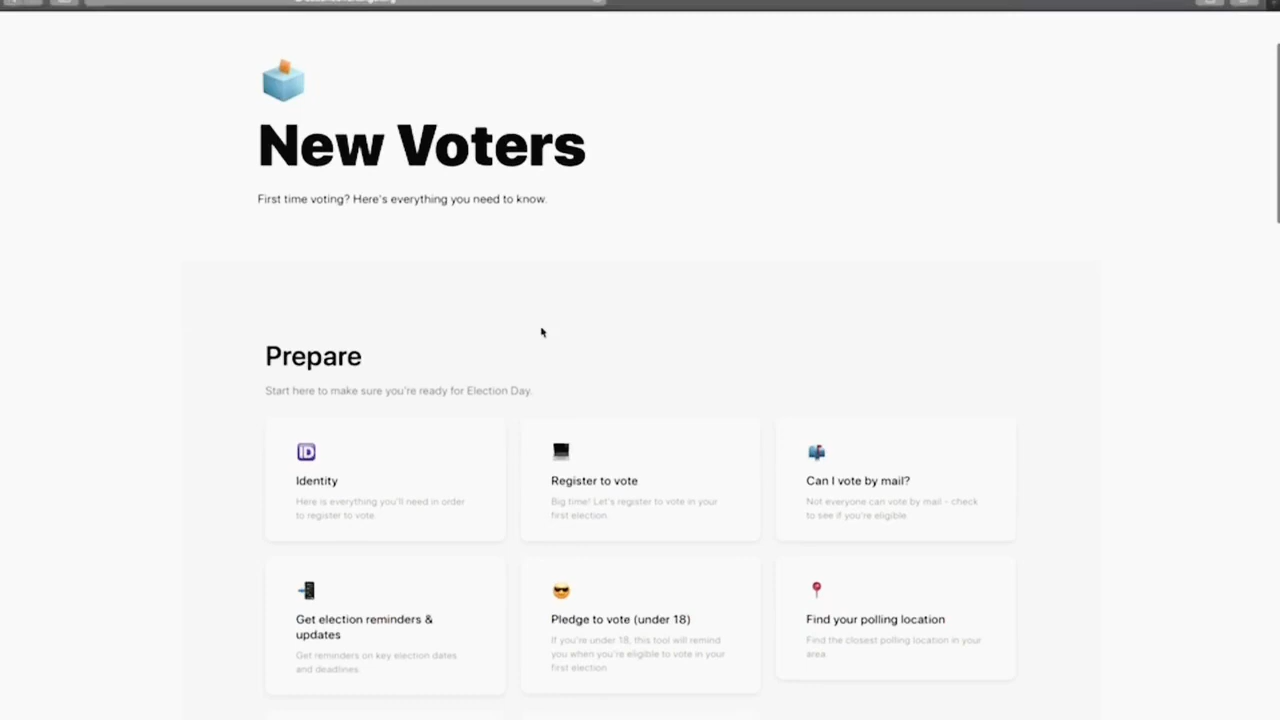 New Voters
First time voting? Here's everything you need to know.
Prepare
Start here to make sure you're ready for Election Day.
ID
Identity
Here is everything you'll need in order
to register to vote
Register to vote
Big time! Let's register to vote in your
first election.
Can I vote by mail?
Not everyone can vote by mail - check
to see if you're eligible
Get election reminders &
updates
Get reminders on key election dates
and deadlines.
Pledge to vote (under 18)
If you're under 18, this tool will remind
you when you're eligible to vote in your
first election
Find your polling location
Find the closest polling location in your
area.